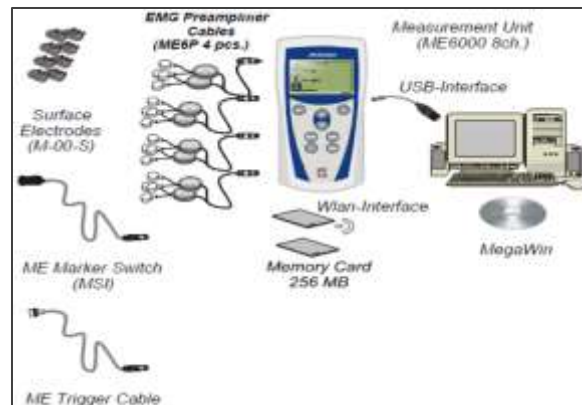 EMG Preampliner
Cables
(ME6P 4 pcs.)
Measurement Unit
(ME6000 8ch.)
USB-Interface
Surface
Electrodes
(M-00-S)
Wlan-Interface
MegaWin
ME Marker Switch
(MSI)
Memory Card
256 MB
ME Trigger Cable